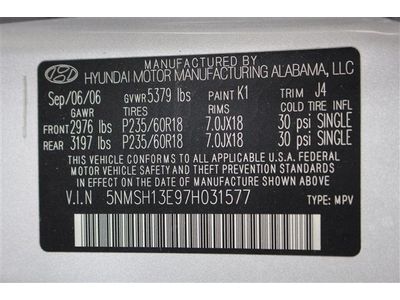 MANUFACTURED BY
HYUNDAI MOTOR MANUFACTURING ALABAMA, LLC
Sep/06/06 GVWR 5379 lbs PAINT K1 TRIM J4
GAWR TIRE RIMS COLD TIRE INFL
FRONT 2976 lbs P235/60R18 7.0JX18 30 psi SINGLE
REAR 3197 lbs P235/60R18 7.0JX18 30 psi SINGLE
THIS VEHICLE CONFORMS TO ALL APPLICABLE U.S.A FEDERAL
MOTOR VEHICLE SAFETY AND THEFT PREVENTION STANDARDS
IN EFFECT ON THE DATE OF MANUFACTURE SHOWN ABOVE.
V.I.N 5NMSH13E97H031577 TYPE: MPV